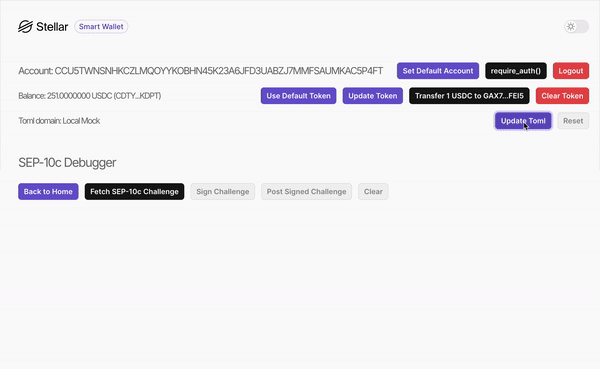 Stellar Smart Wallet
Account: CCU5TWNSNHKCZLMQOYYKOBHN45K23A6JFD3UABZJ7MMFSAUMKAC5P4FT Set Default Account require_auth() Logout
Balance: 251.0000000 USDC (CDTY...KDPT) Use Default Token Update Token Transfer 1 USDC to GAX7...FEI5 Clear Token
Toml domain: Local Mock Update Toml Reset
SEP-10c Debugger
Back to Home Fetch SEP-10c Challenge Sign Challenge Post Signed Challenge Clear